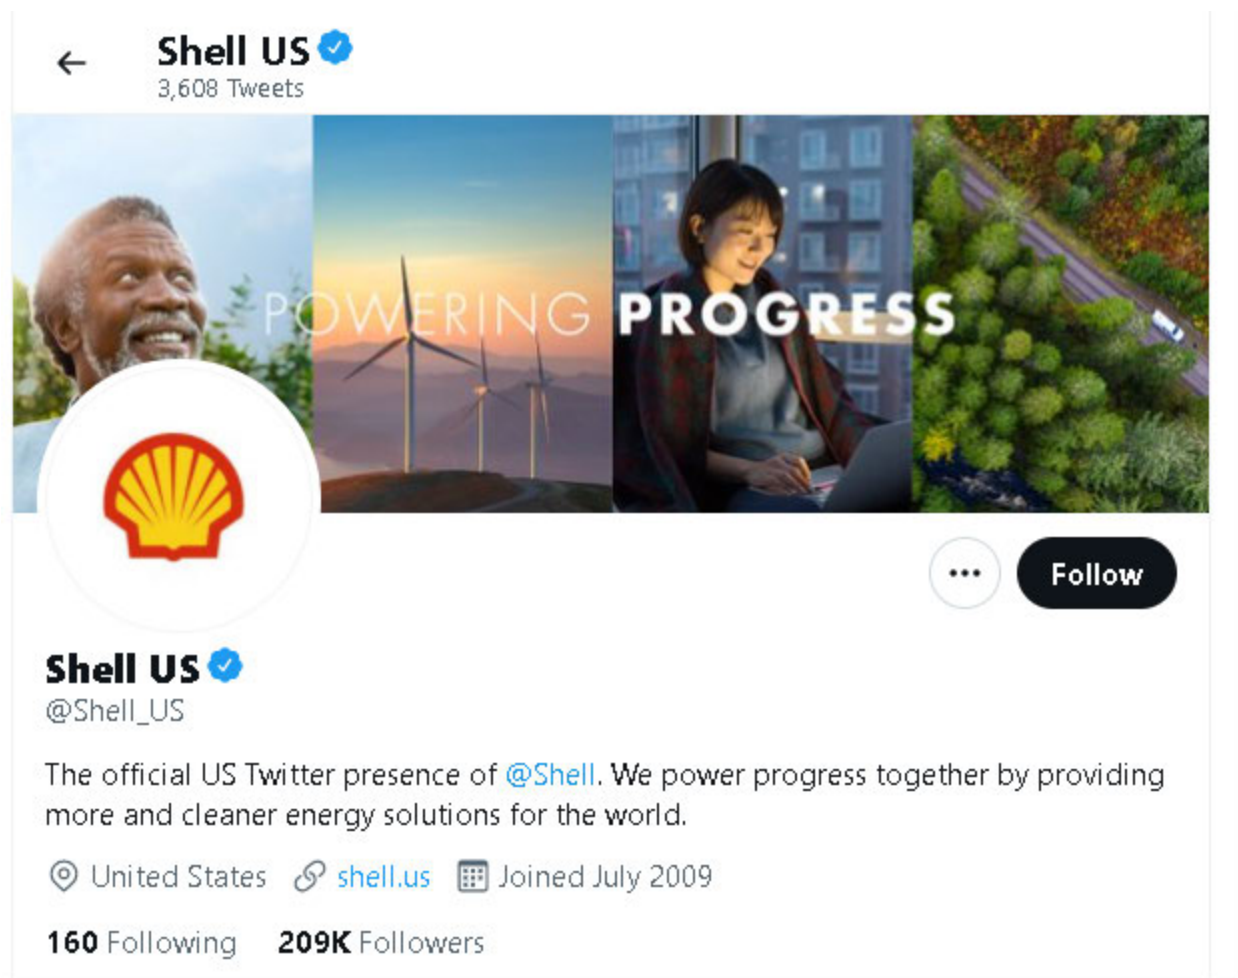 Shell US
3,608 Tweets
POWERING PROGRESS
Follow
Shell US
@Shell_US
The official US Twitter presence of @Shell. We power progress together by providing
more and cleaner energy solutions for the world.
United States shell.us Joined July 2009
160 Following 209K Followers